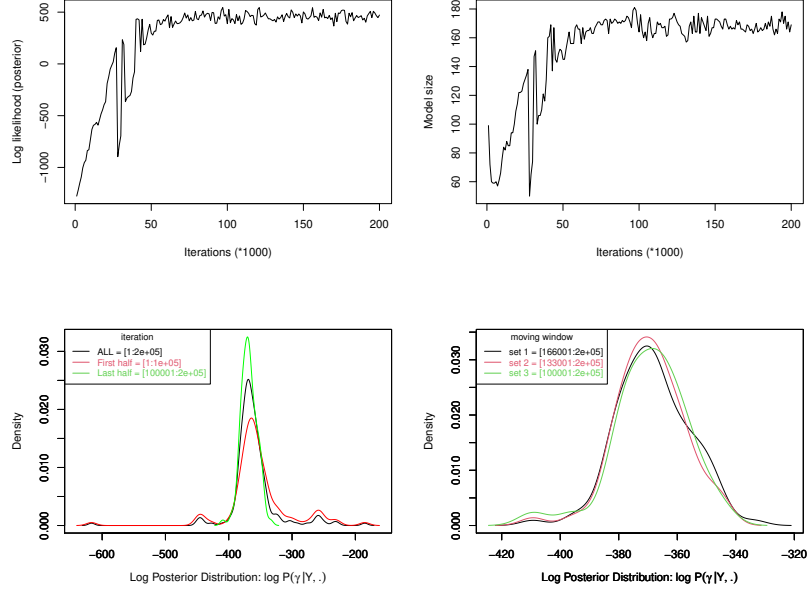 Log likelihood (posterior)
500
0
−500
−1000
0
50
100
150
200
Iterations (*1000)
Model size
180
160
140
120
100
80
60
0
50
100
150
200
Iterations (*1000)
Density
0.030
0.020
0.010
0.000
iteration
ALL = [1:2e+05]
First half = [1:1e+05]
Last half = [100001:2e+05]
−600
−500
−400
−300
−200
Log Posterior Distribution: log P(γ|Y, .)
Density
0.030
0.020
0.010
0.000
moving window
set 1 = [166001:2e+05]
set 2 = [133001:2e+05]
set 3 = [100001:2e+05]
−420
−400
−380
−360
−340
−320
Log Posterior Distribution: log P(γ|Y, .)